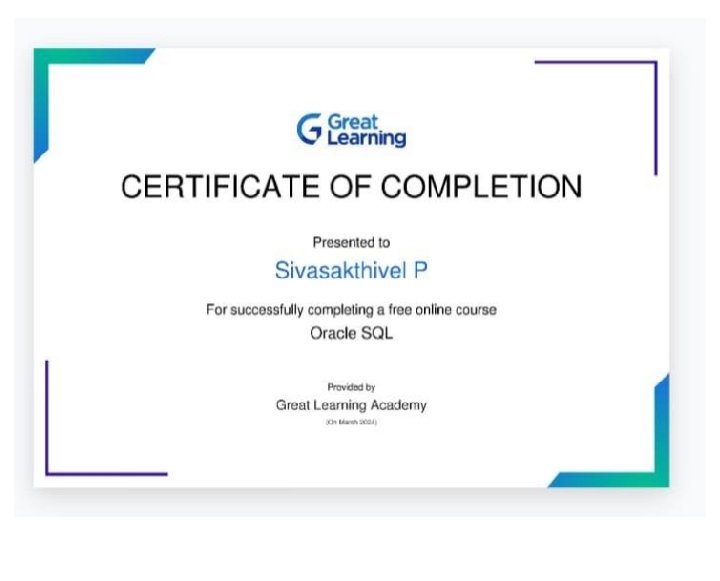 Great
Learning
CERTIFICATE OF COMPLETION
Presented to
Sivasakthivel P
For successfully completing a free online course
Oracle SQL
Provided by
Great Learning Academy
(On March 2024)